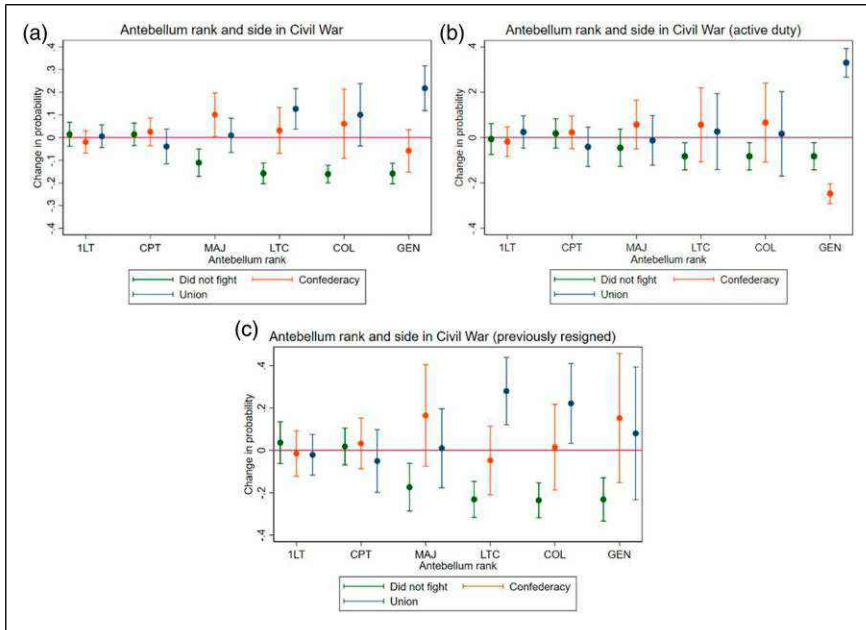 (a)
Antebellum rank and side in Civil War
Change in probability
.4
.3
.2
.1
0
-.1
-.2
-.3
-.4
1LT CPT MAJ LTC COL GEN
Antebellum rank
Did not fight Confederacy
Union
(b)
Antebellum rank and side in Civil War (active duty)
Change in probability
.4
.2
0
-.2
-.4
1LT CPT MAJ LTC COL GEN
Antebellum rank
Did not fight Confederacy
Union
(c)
Antebellum rank and side in Civil War (previously resigned)
Change in probability
.4
.2
0
-.2
-.4
1LT CPT MAJ LTC COL GEN
Antebellum rank
Did not fight Confederacy
Union